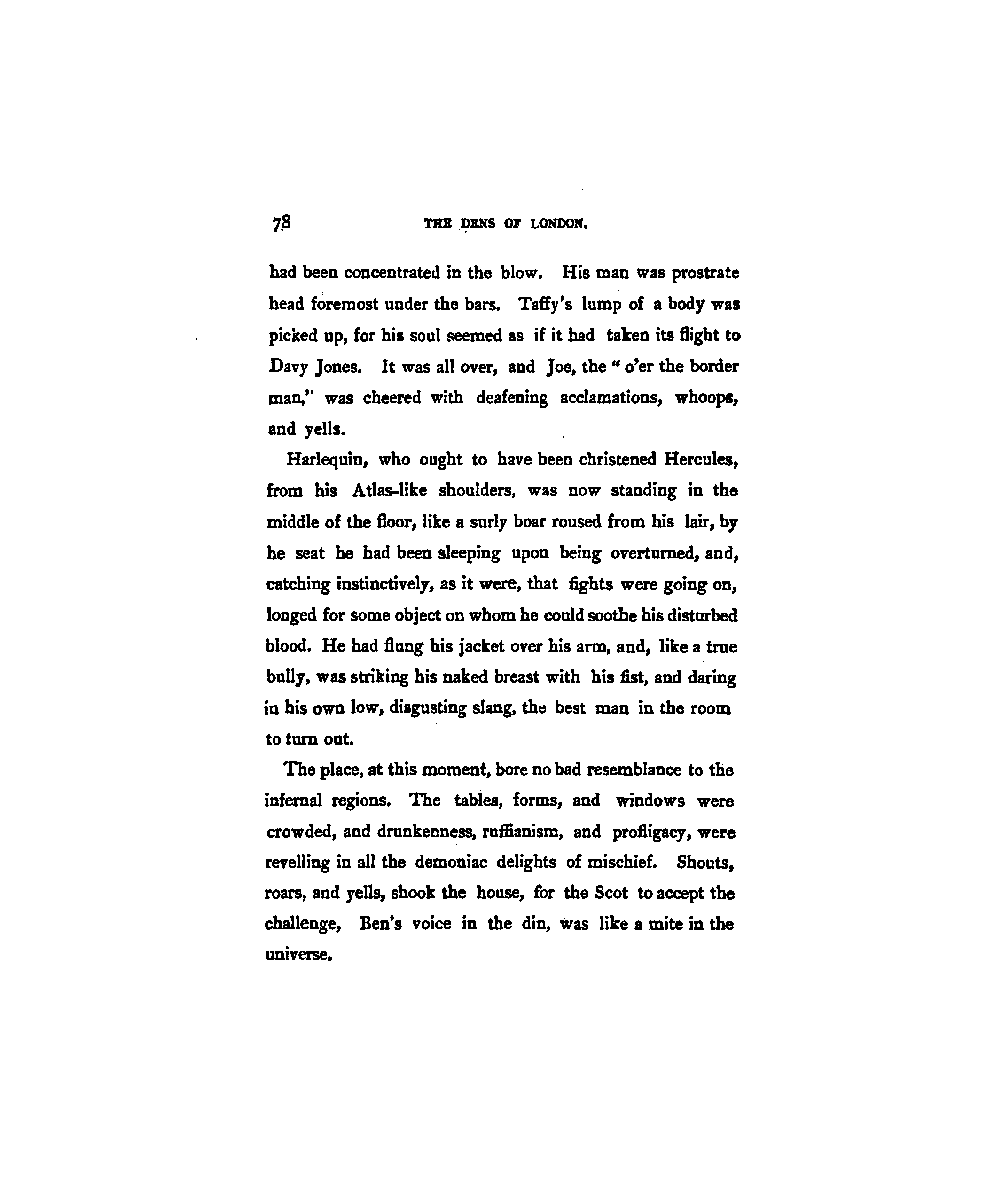 78 THE DENS OF LONDON.
had been concentrated in the blow. His man was prostrate
head foremost under the bars. Taffy's lump of a body was
picked up, for his soul seemed as if it had taken its flight to
Davy Jones. It was all over, and Joe, the " o'er the border
man," was cheered with deafening acclamations, whoops,
and yells.
Harlequin, who ought to have been christened Hercules,
from his Atlas-like shoulders, was now standing in the
middle of the floor, like a surly boar roused from his lair, by
he seat he had been sleeping upon being overturned, and,
catching instinctively, as it were, that fights were going on,
longed for some object on whom he could soothe his disturbed
blood. He had flung his jacket over his arm, and, like a true
bully, was striking his naked breast with his fist, and daring
in his own low, disgusting slang, the best man in the room
to turn out.
The place, at this moment, bore no bad resemblance to the
infernal regions. The tables, forms, and windows were
crowded, and drunkenness, ruffianism, and profligacy, were
revelling in all the demoniac delights of mischief. Shouts,
roars, and yells, shook the house, for the Scot to accept the
challenge, Ben's voice in the din, was like a mite in the
universe.